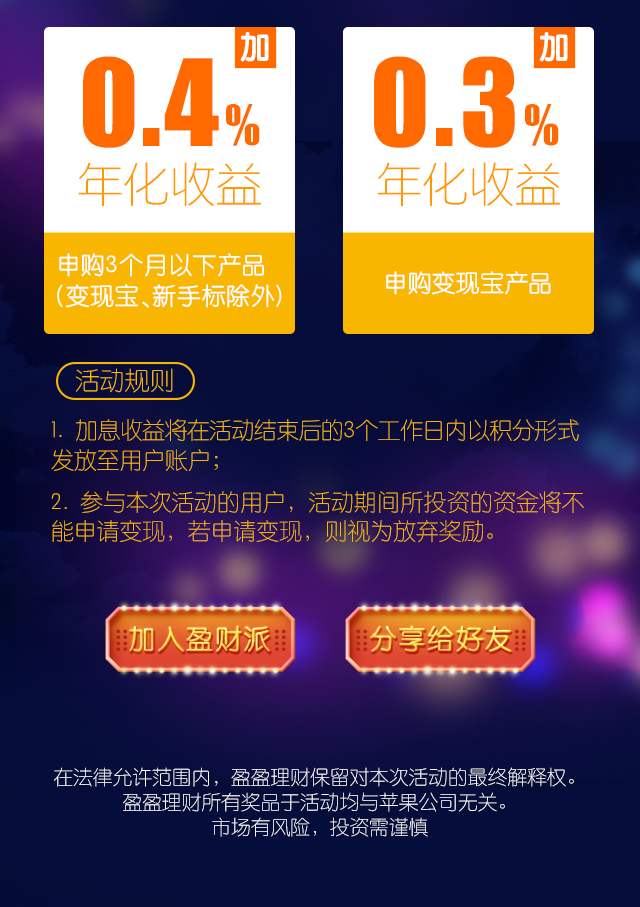 加
0.4%
年化收益
申购3个月以下产品
(变现宝、新手标除外)
加
0.3%
年化收益
申购变现宝产品
活动规则
1. 加息收益将在活动结束后的3个工作日内以积分形式
发放至用户账户；
2. 参与本次活动的用户，活动期间所投资的资金将不
能申请变现，若申请变现，则视为放弃奖励。
加入盈财派
分享给好友
在法律允许范围内，盈盈理财保留对本次活动的最终解释权。
盈盈理财所有奖品于活动均与苹果公司无关。
市场有风险，投资需谨慎